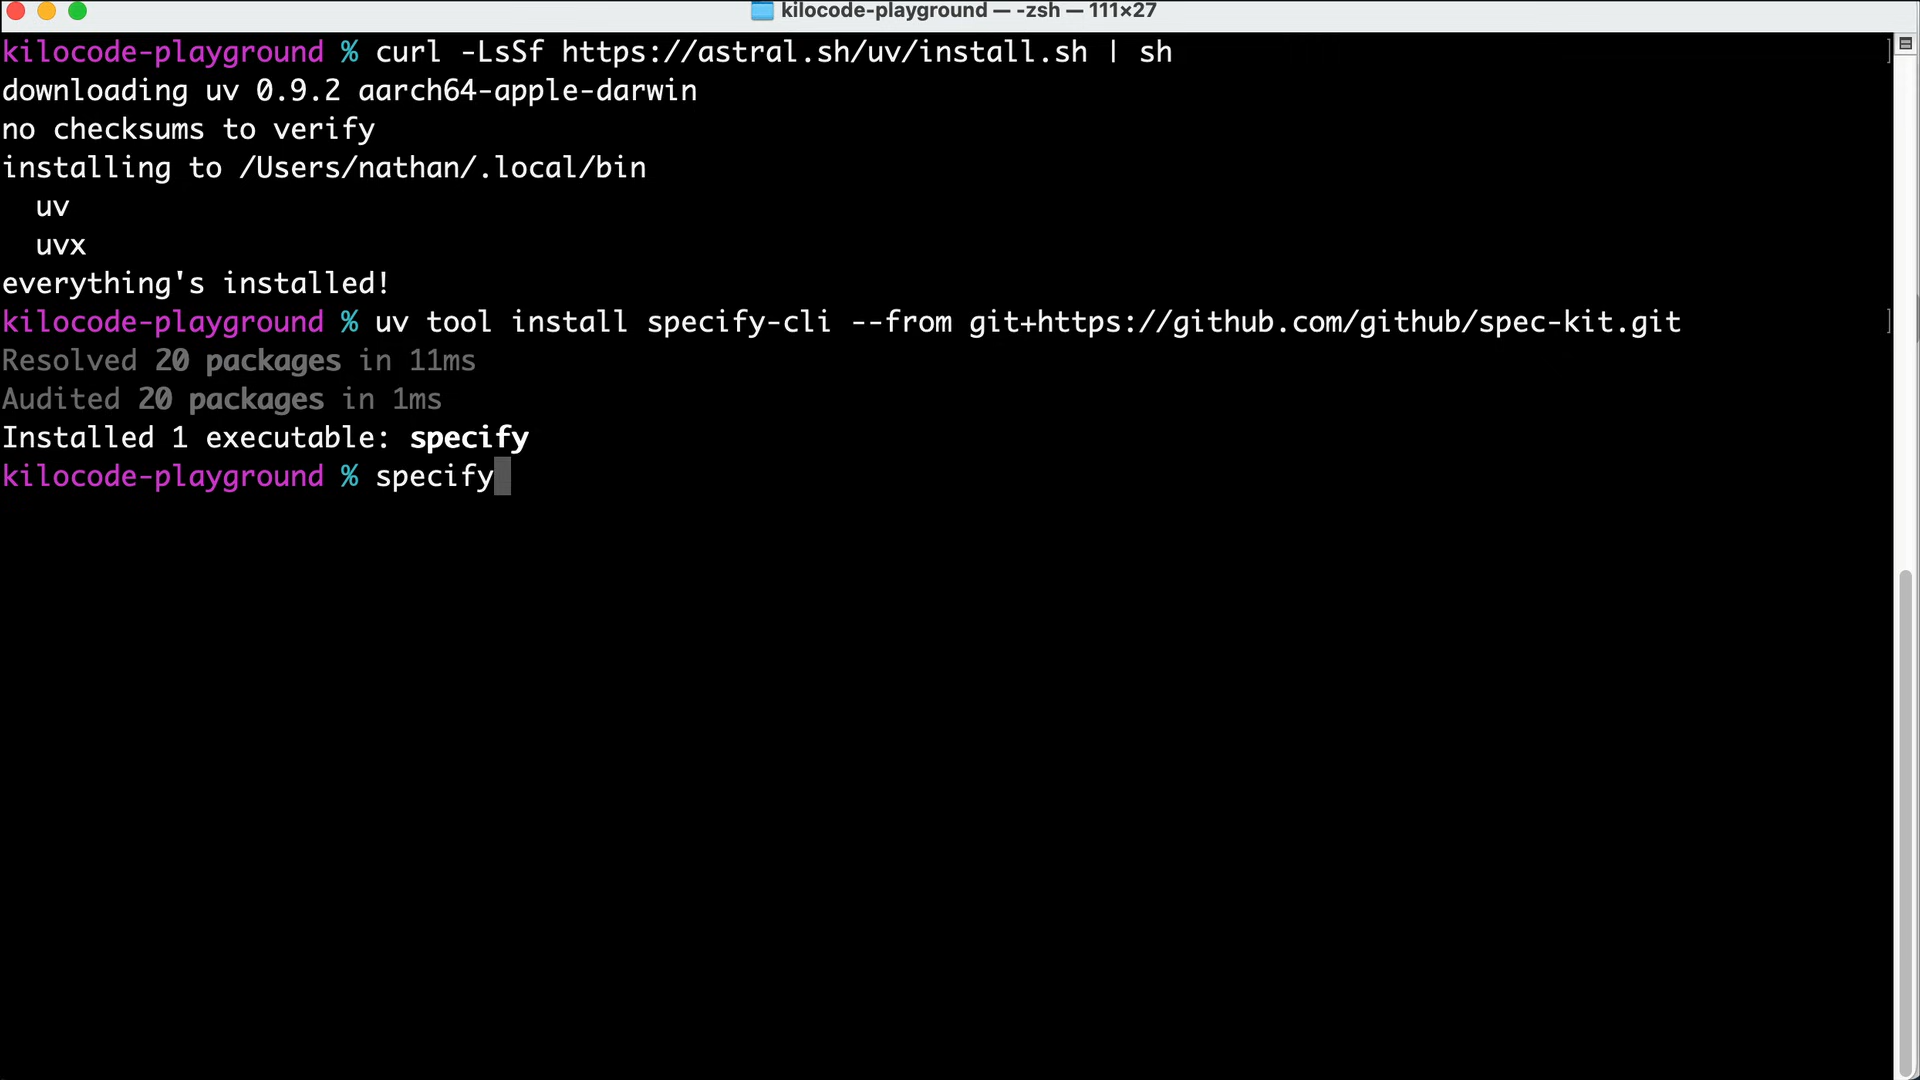 kilocode-playground — -zsh — 111×27
kilocode-playground % curl -LsSf https://astral.sh/uv/install.sh | sh
downloading uv 0.9.2 aarch64-apple-darwin
no checksums to verify
installing to /Users/nathan/.local/bin
  uv
  uvx
everything's installed!
kilocode-playground % uv tool install specify-cli --from git+https://github.com/github/spec-kit.git
Resolved 20 packages in 11ms
Audited 20 packages in 1ms
Installed 1 executable: specify
kilocode-playground % specify